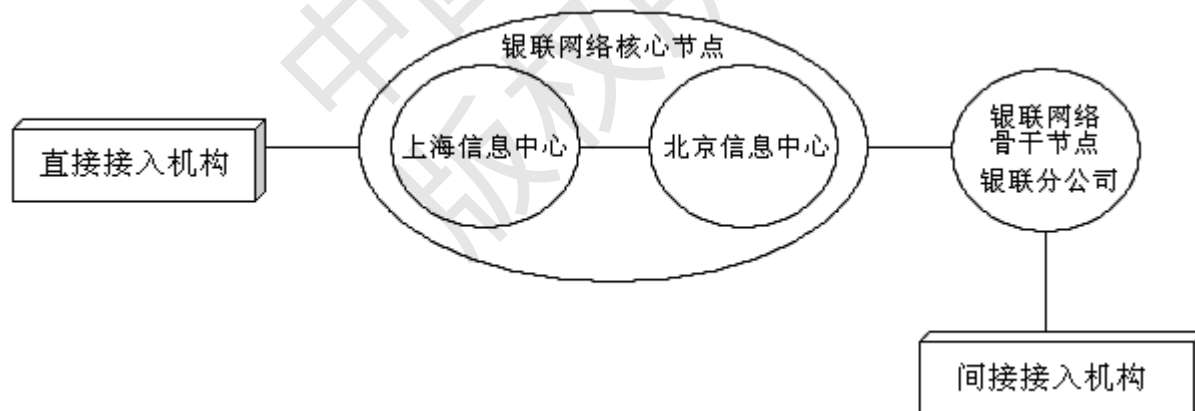 银联网络核心节点
直接接入机构
上海信息中心
北京信息中心
银联网络
骨干节点
银联分公司
间接接入机构